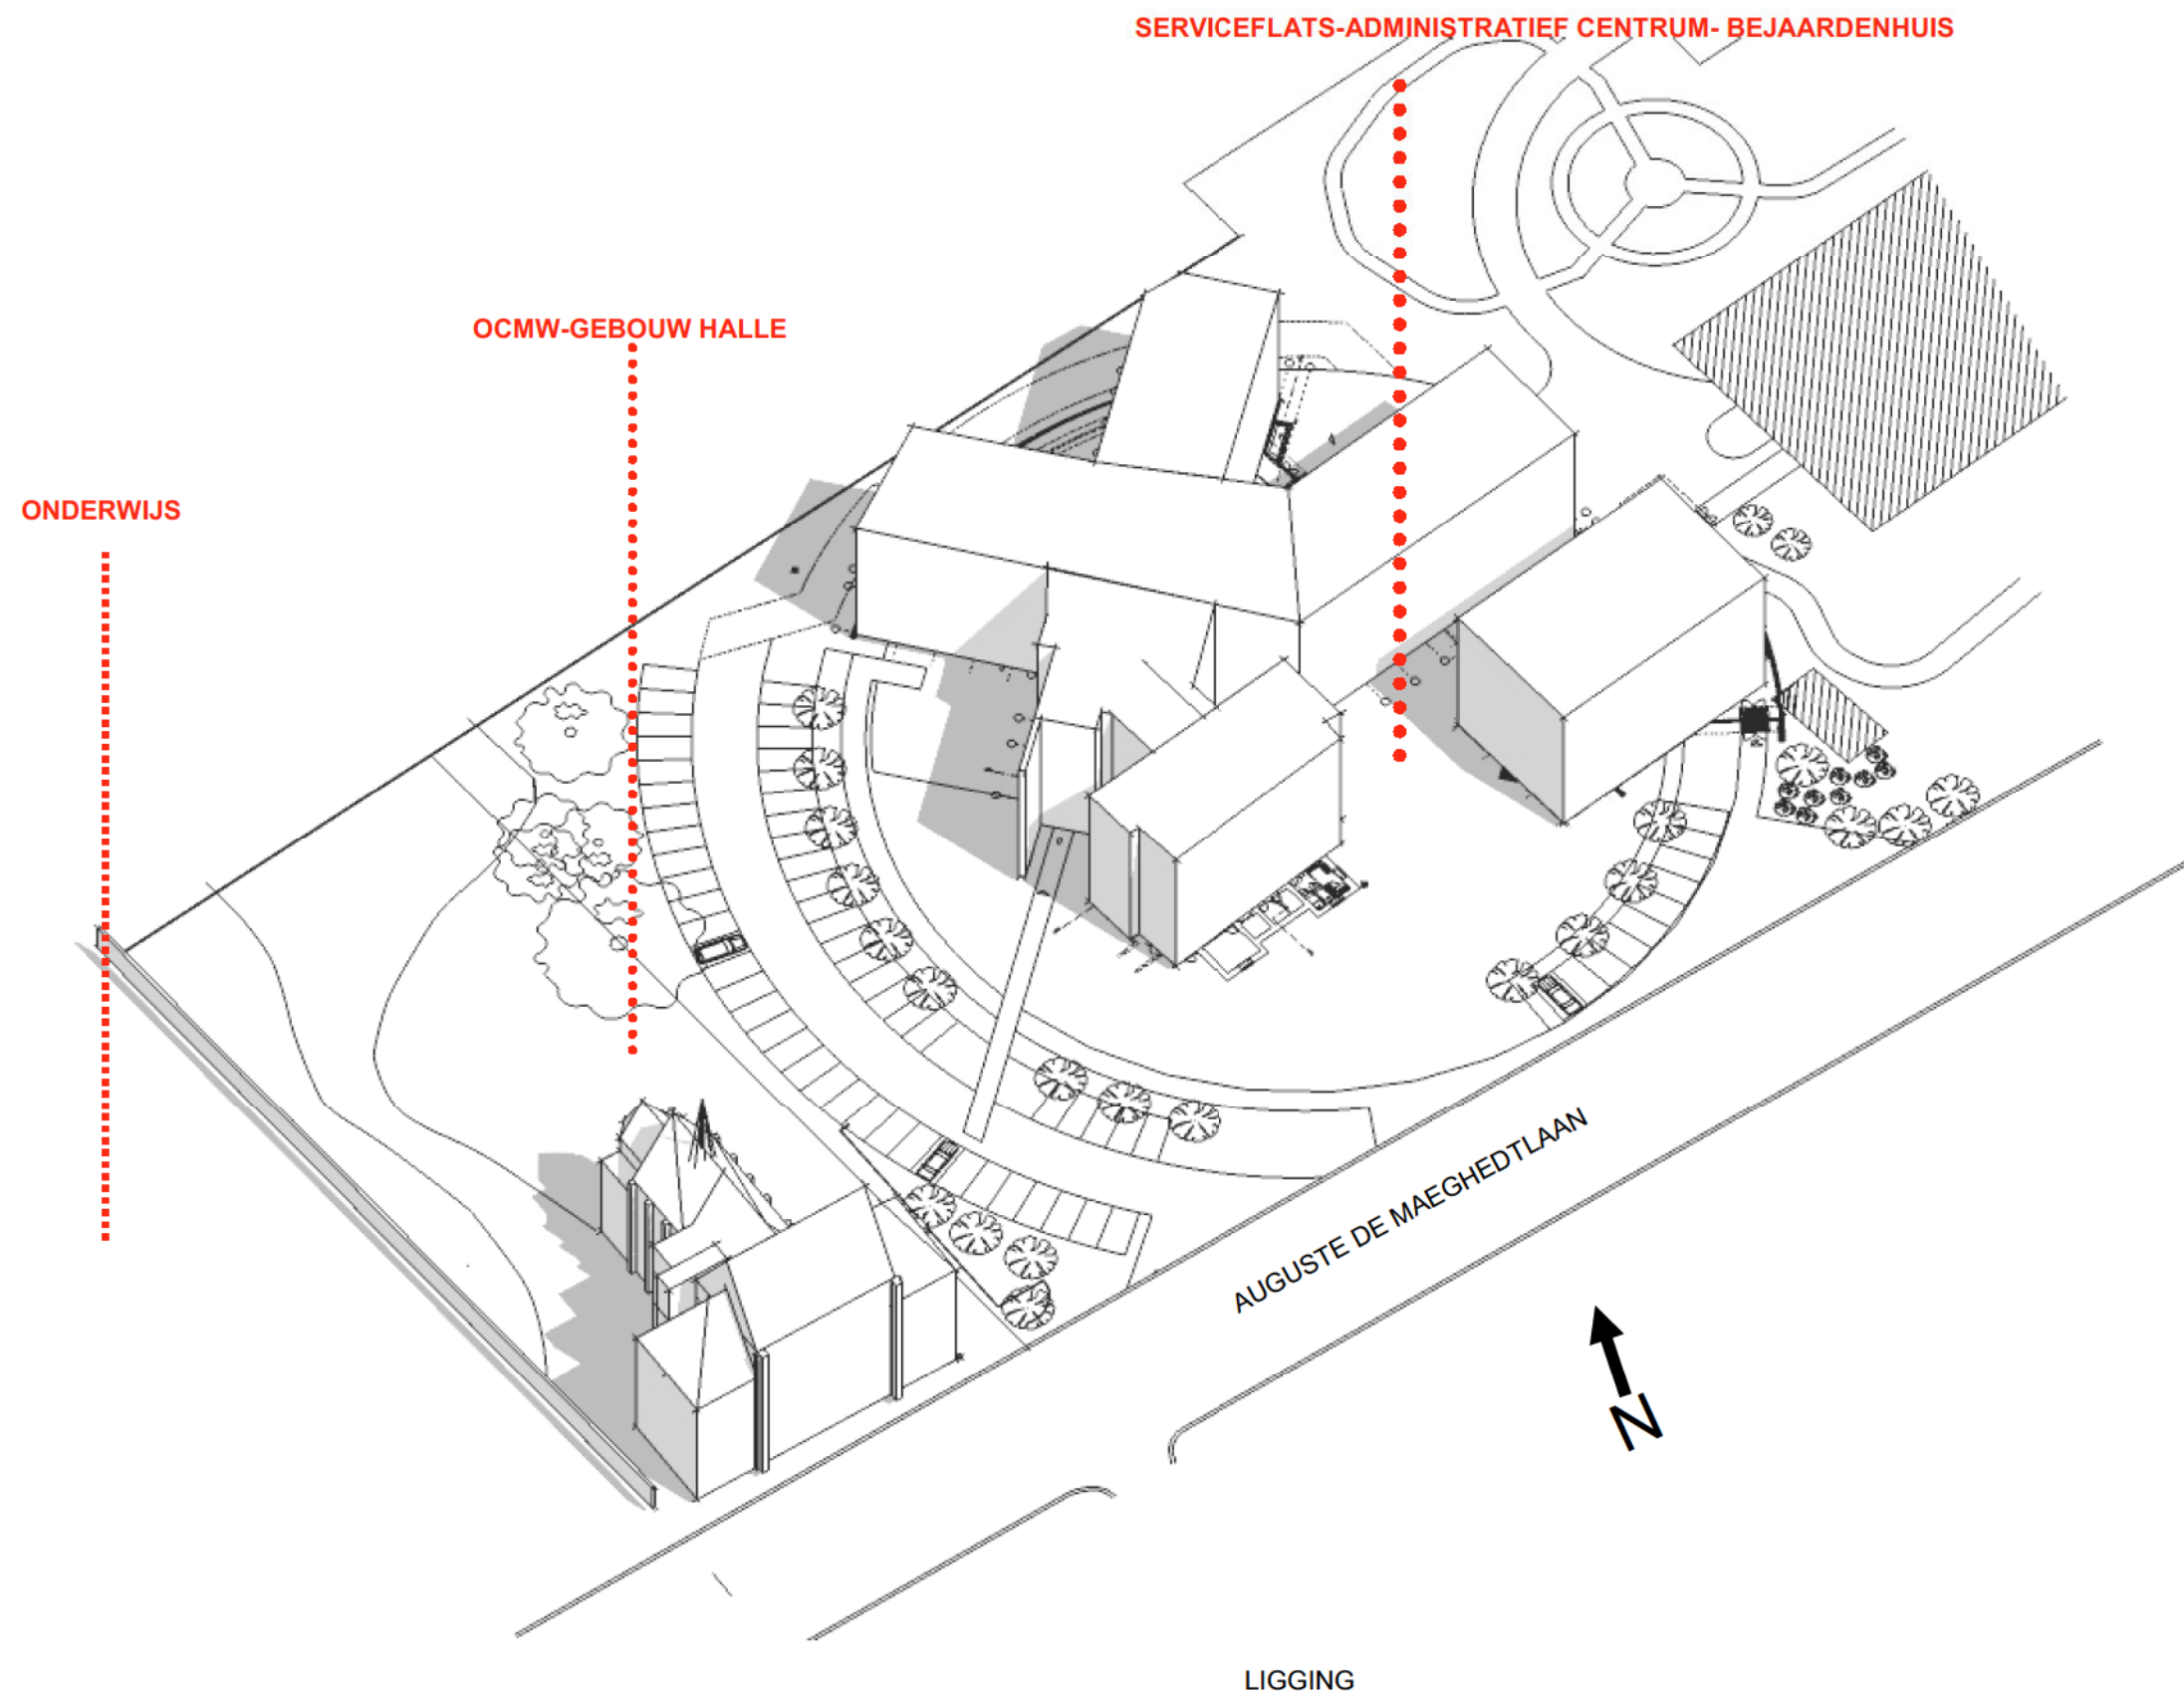 SERVICEFLATS-ADMINISTRATIEF CENTRUM- BEJAARDENHUIS
OCMW-GEBOUW HALLE
ONDERWIJS
AUGUSTE DE MAEGHEDTLAAN
N
LIGGING